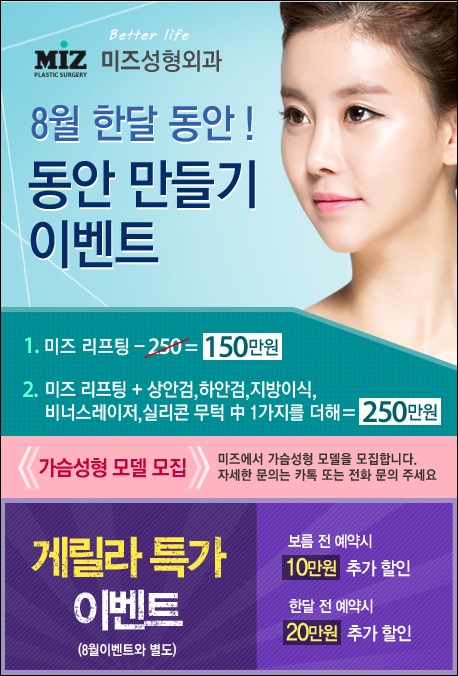 Better life
MIZ
PLASTIC SURGERY
미즈성형외과
8월 한달 동안!
동안 만들기
이벤트
1. 미즈 리프팅 - 250 = 150만원
2. 미즈 리프팅 + 상안검,하안검,지방이식,
비너스레이저,실리콘 무턱 中 1가지를 더해 = 250만원
가슴성형 모델 모집
미즈에서 가슴성형 모델을 모집합니다.
자세한 문의는 카톡 또는 전화 문의 주세요
게릴라 특가
이벤트
(8월이벤트와 별도)
보름 전 예약시
10만원 추가 할인
한달 전 예약시
20만원 추가 할인